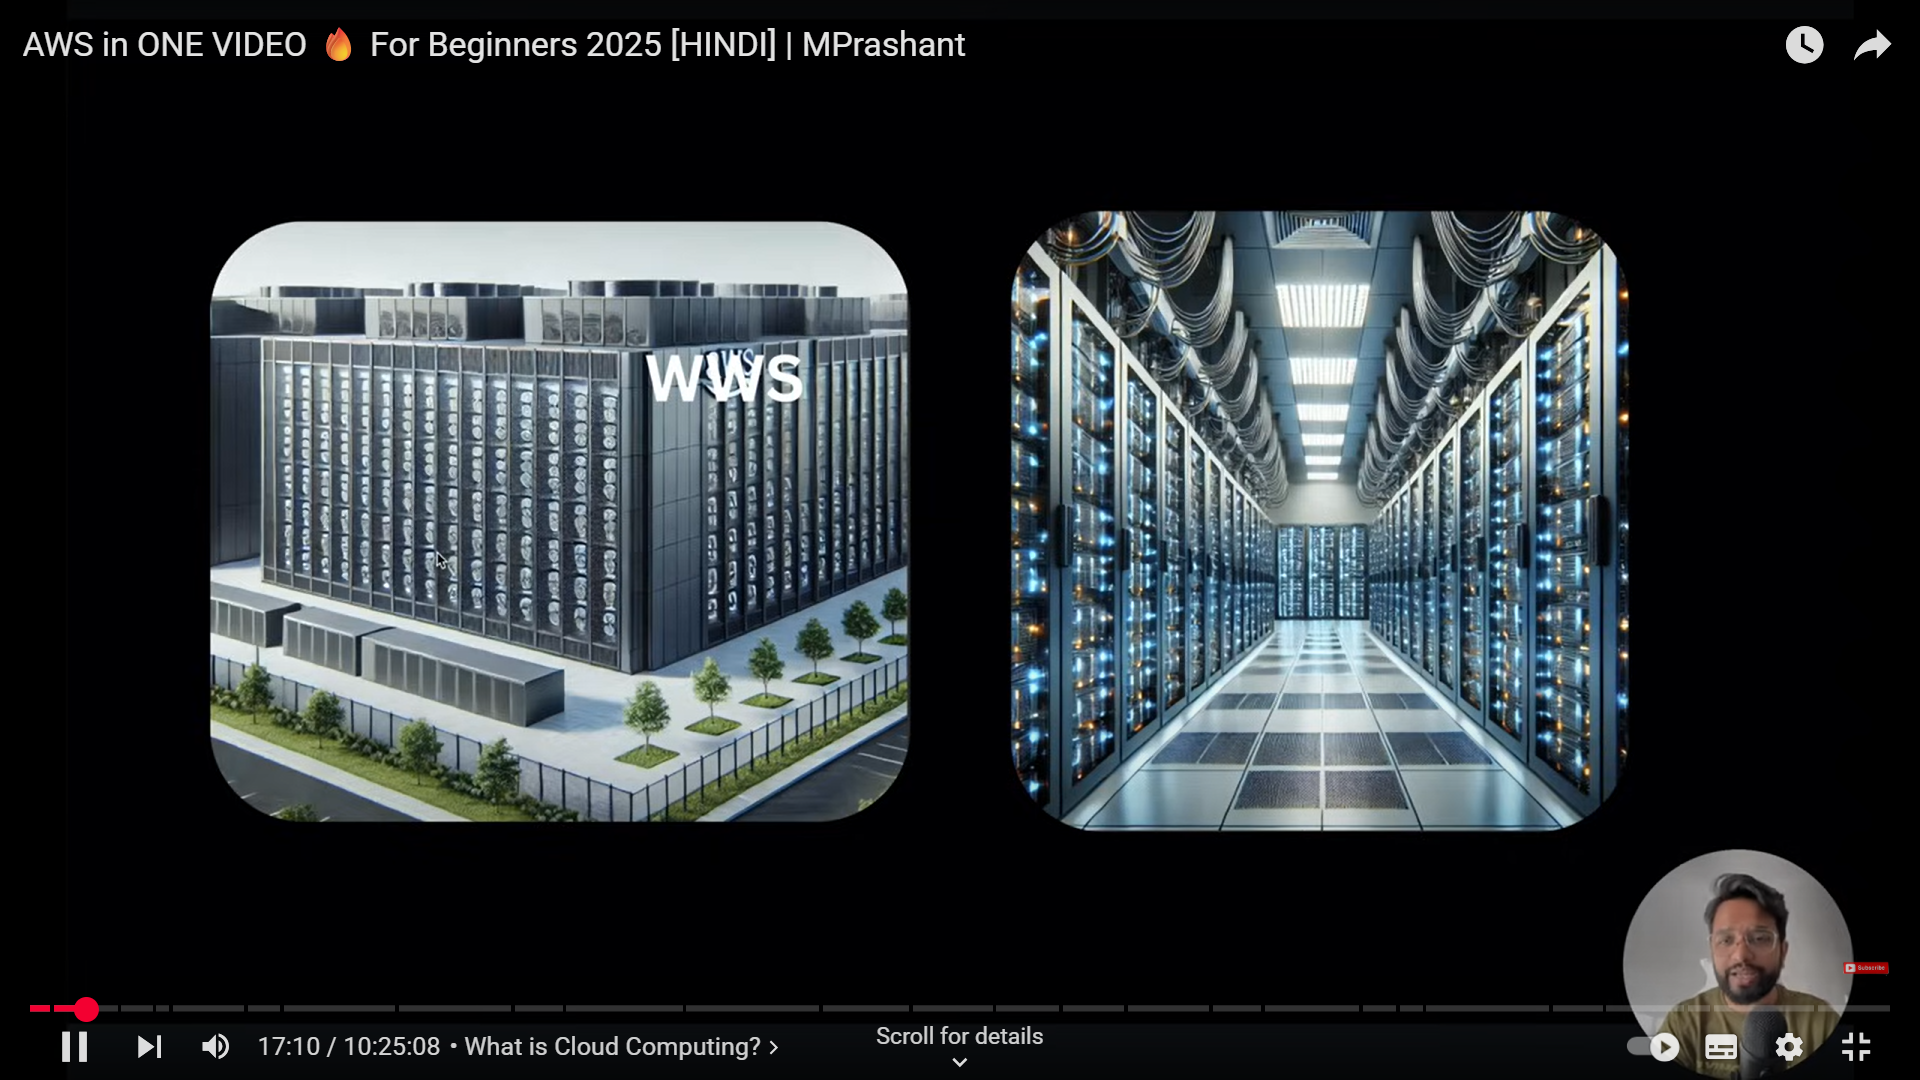 AWS in ONE VIDEO 🔥 For Beginners 2025 [HINDI] | MPrashant
WWS
Subscribe
17:10 / 10:25:08 • What is Cloud Computing? >
Scroll for details